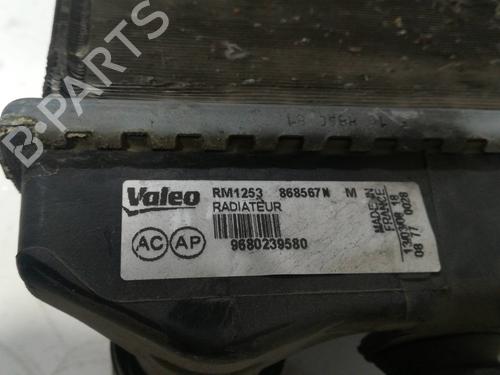 B-PARTS
Valeo RM1253 868567N M
RADIATEUR
AC AP
9680239580
MADE IN
FRANCE